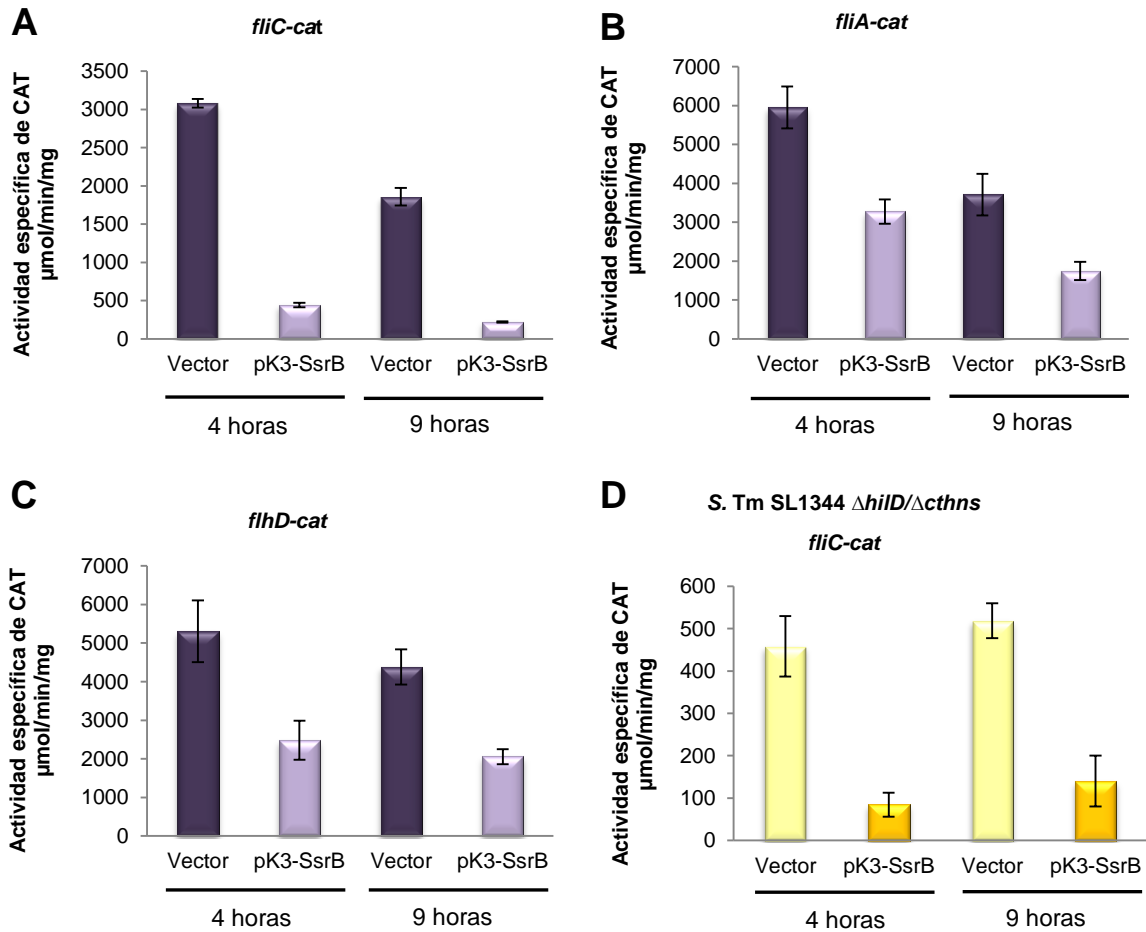 A
fliC-cat
Actividad específica de CAT
µmol/min/mg
3500
3000
2500
2000
1500
1000
500
0
Vector pK3-SsrB Vector pK3-SsrB
4 horas 9 horas
B
fliA-cat
Actividad específica de CAT
µmol/min/mg
7000
6000
5000
4000
3000
2000
1000
0
Vector pK3-SsrB Vector pK3-SsrB
4 horas 9 horas
C
flhD-cat
Actividad específica de CAT
µmol/min/mg
7000
6000
5000
4000
3000
2000
1000
0
Vector pK3-SsrB Vector pK3-SsrB
4 horas 9 horas
D
S. Tm SL1344 ΔhilD/Δcthns
fliC-cat
Actividad específica de CAT
µmol/min/mg
600
500
400
300
200
100
0
Vector pK3-SsrB Vector pK3-SsrB
4 horas 9 horas